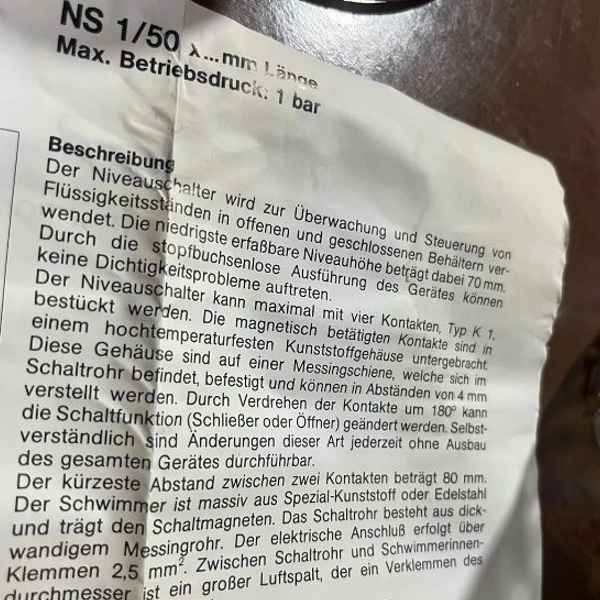 NS 1/50 x...mm Länge
Max. Betriebsdruck: 1 bar
Beschreibung
Der Niveauschalter wird zur Überwachung und Steuerung von
Flüssigkeitsständen in offenen und geschlossenen Behältern ver-
wendet. Die niedrigste erfaßbare Niveauhöhe beträgt dabei 70 mm.
Durch die stopfbuchsenlose Ausführung des Gerätes können
keine Dichtigkeitsprobleme auftreten.
Der Niveauschalter kann maximal mit vier Kontakten, Typ K 1,
bestückt werden. Die magnetisch betätigten Kontakte sind in
einem hochtemperaturfesten Kunststoffgehäuse untergebracht.
Diese Gehäuse sind auf einer Messingschiene, welche sich im
Schaltrohr befindet, befestigt und können in Abständen von 4 mm
verstellt werden. Durch Verdrehen der Kontakte um 180° kann
die Schaltfunktion (Schließer oder Öffner) geändert werden. Selbst-
verständlich sind Änderungen dieser Art jederzeit ohne Ausbau
des gesamten Gerätes durchführbar.
Der kürzeste Abstand zwischen zwei Kontakten beträgt 80 mm.
Der Schwimmer ist massiv aus Spezial-Kunststoff oder Edelstahl
und trägt den Schaltmagneten. Das Schaltrohr besteht aus dick-
wandigem Messingrohr. Der elektrische Anschluß erfolgt über
Klemmen 2,5 mm². Zwischen Schaltrohr und Schwimmerinnen-
durchmesser ist ein großer Luftspalt, der ein Verklemmen des